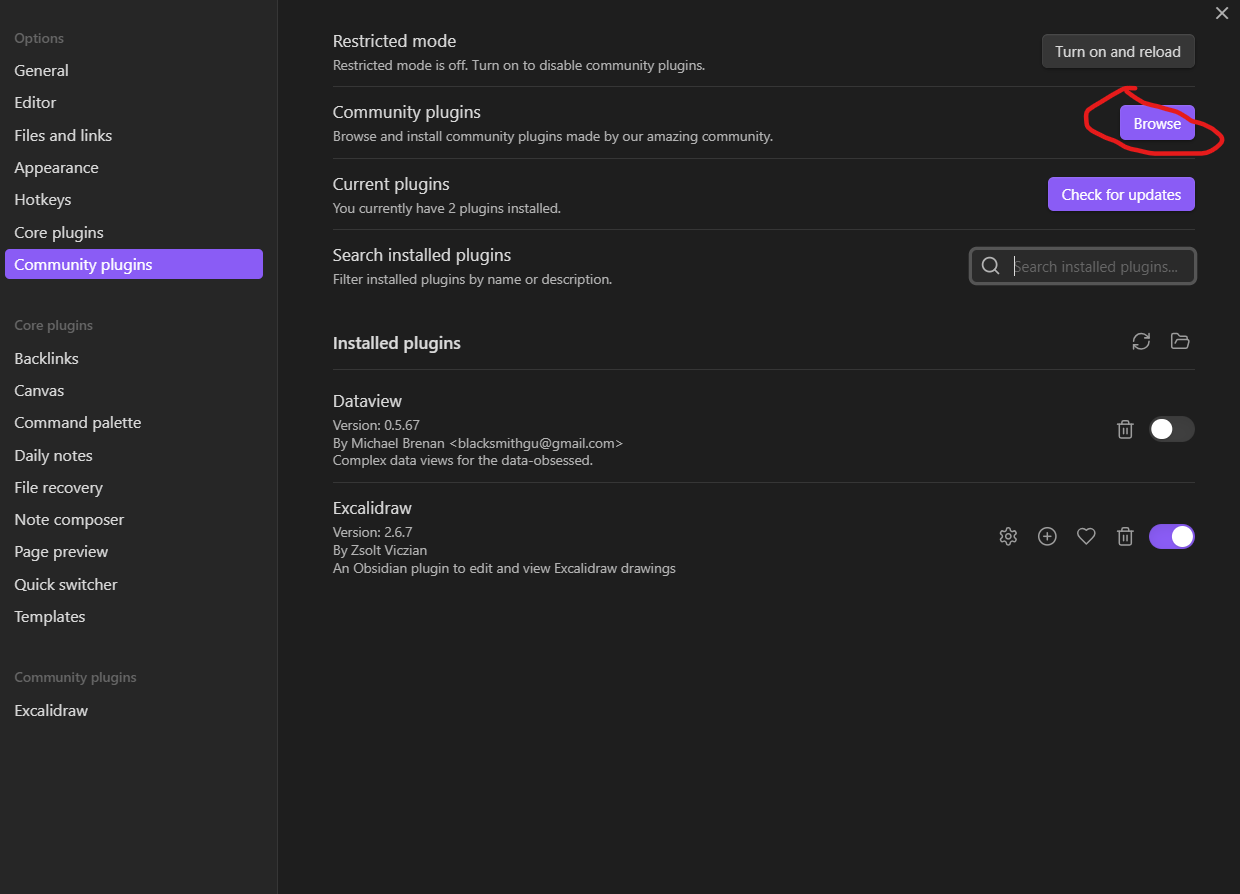 Options
General
Editor
Files and links
Appearance
Hotkeys
Core plugins
Community plugins
Core plugins
Backlinks
Canvas
Command palette
Daily notes
File recovery
Note composer
Page preview
Quick switcher
Templates
Community plugins
Excalidraw
Restricted mode
Restricted mode is off. Turn on to disable community plugins.
Turn on and reload
Community plugins
Browse and install community plugins made by our amazing community.
Browse
Current plugins
You currently have 2 plugins installed.
Check for updates
Search installed plugins
Filter installed plugins by name or description.
Search installed plugins...
Installed plugins
Dataview
Version: 0.5.67
By Michael Brenan <blacksmithgu@gmail.com>
Complex data views for the data-obsessed.
Excalidraw
Version: 2.6.7
By Zsolt Viczian
An Obsidian plugin to edit and view Excalidraw drawings